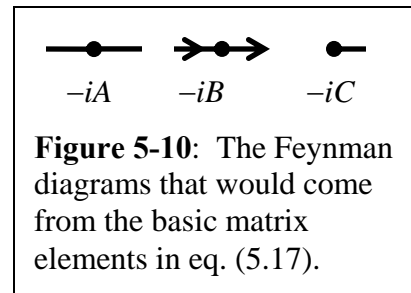 –iA –iB –iC
Figure 5-10: The Feynman
diagrams that would come
from the basic matrix
elements in eq. (5.17).